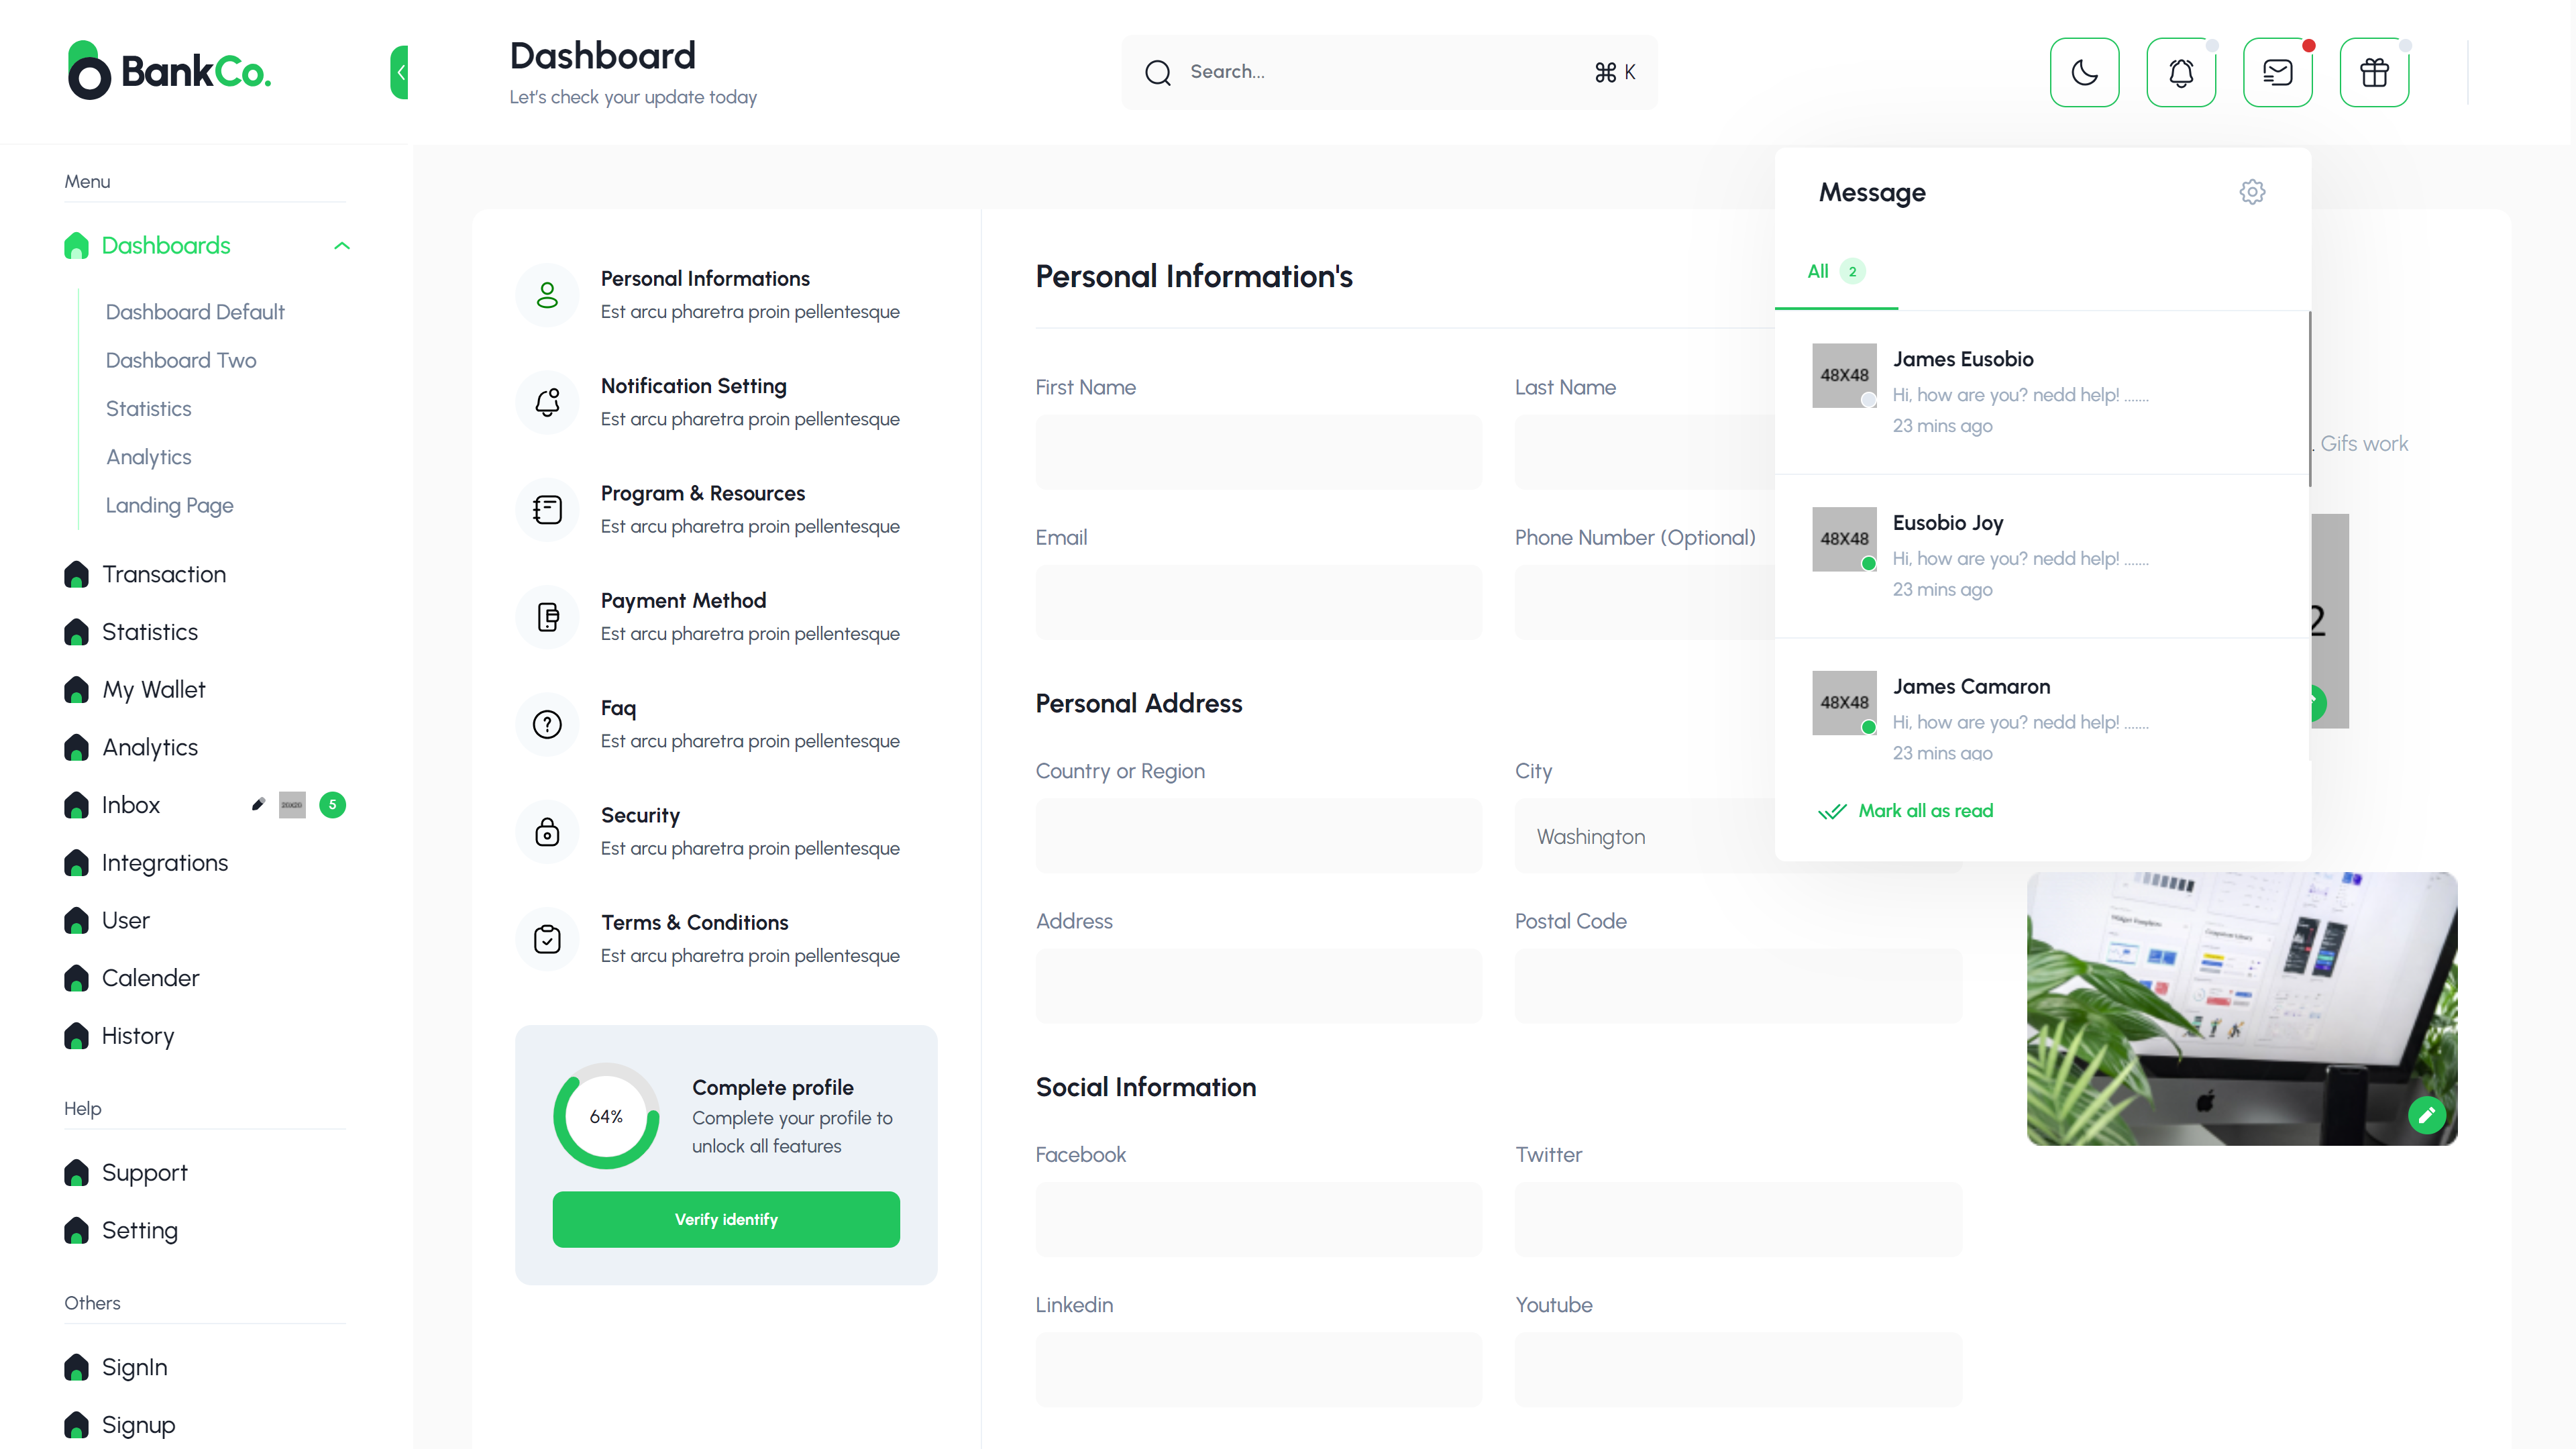 BankCo.
Dashboard
Let's check your update today
Search...
⌘ K
Menu
Dashboards
Dashboard Default
Dashboard Two
Statistics
Analytics
Landing Page
Transaction
Statistics
My Wallet
Analytics
Inbox
5
Integrations
User
Calender
History
Help
Support
Setting
Others
SignIn
Signup
Personal Informations
Est arcu pharetra proin pellentesque
Notification Setting
Est arcu pharetra proin pellentesque
Program & Resources
Est arcu pharetra proin pellentesque
Payment Method
Est arcu pharetra proin pellentesque
Faq
Est arcu pharetra proin pellentesque
Security
Est arcu pharetra proin pellentesque
Terms & Conditions
Est arcu pharetra proin pellentesque
64%
Complete profile
Complete your profile to
unlock all features
Verify identify
Personal Information's
First Name
Last Name
Email
Phone Number (Optional)
Personal Address
Country or Region
City
Washington
Address
Postal Code
Social Information
Facebook
Twitter
Linkedin
Youtube
Message
All 2
48X48
James Eusobio
Hi, how are you? nedd help! .......
23 mins ago
48X48
Eusobio Joy
Hi, how are you? nedd help! .......
23 mins ago
48X48
James Camaron
Hi, how are you? nedd help! .......
23 mins ago
Mark all as read
. Gifs work
2